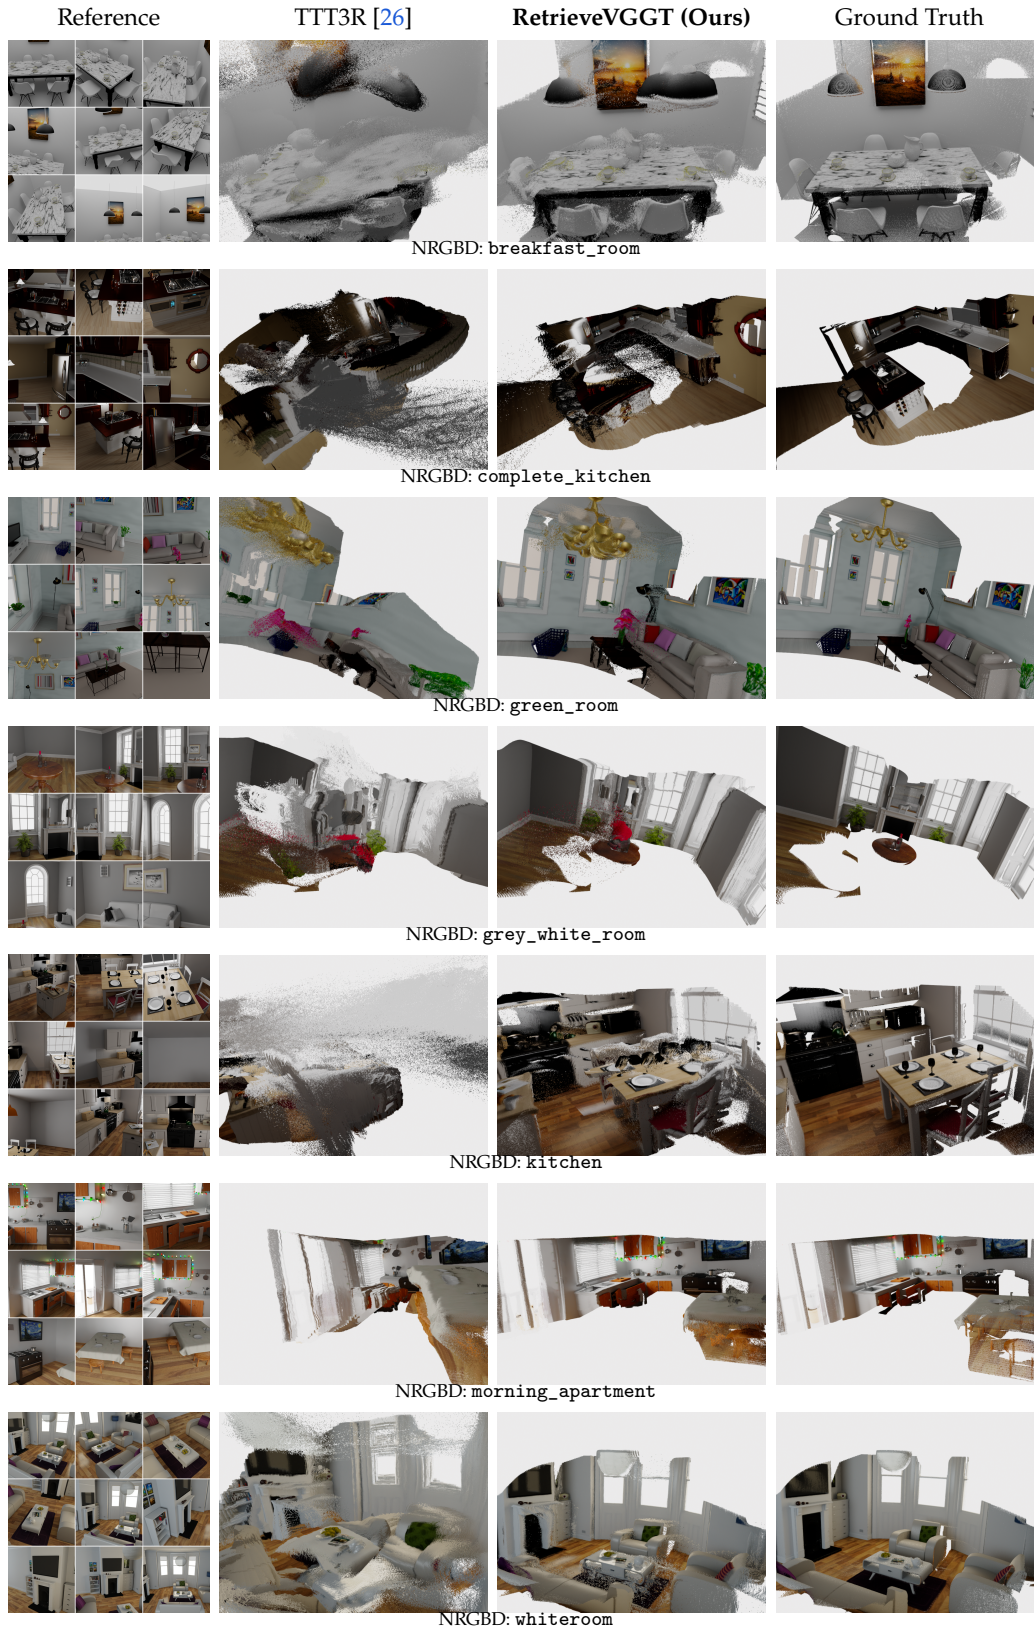 Reference TTT3R [26] RetrieveVGGT (Ours) Ground Truth
NRGBD: breakfast_room
NRGBD: complete_kitchen
NRGBD: green_room
NRGBD: grey_white_room
NRGBD: kitchen
NRGBD: morning_apartment
NRGBD: whiteroom